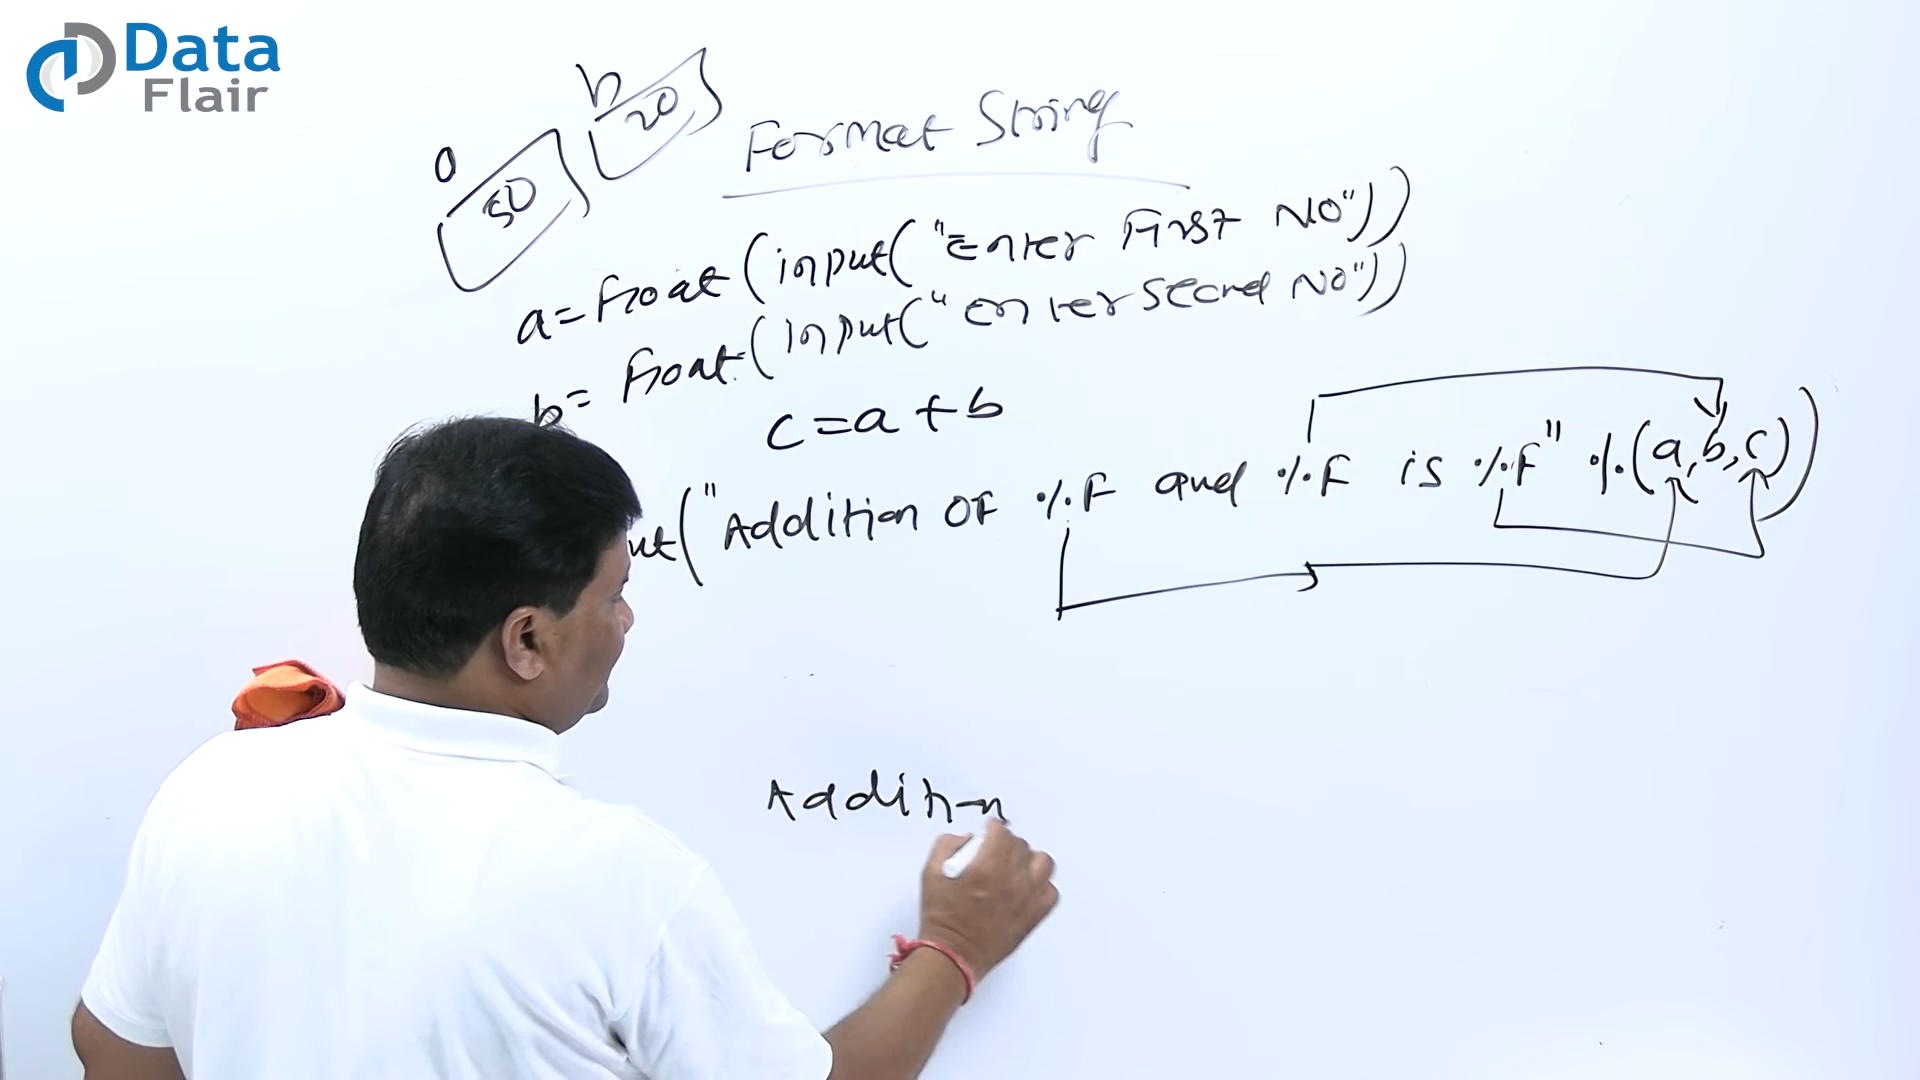 Data
Flair
b
20
a
50
Format String
a=float(input("Enter First No"))
b= float(input("Enter Second No"))
c=a+b
("Addition OF %F and %F is %F" %(a,b,c))
Addition